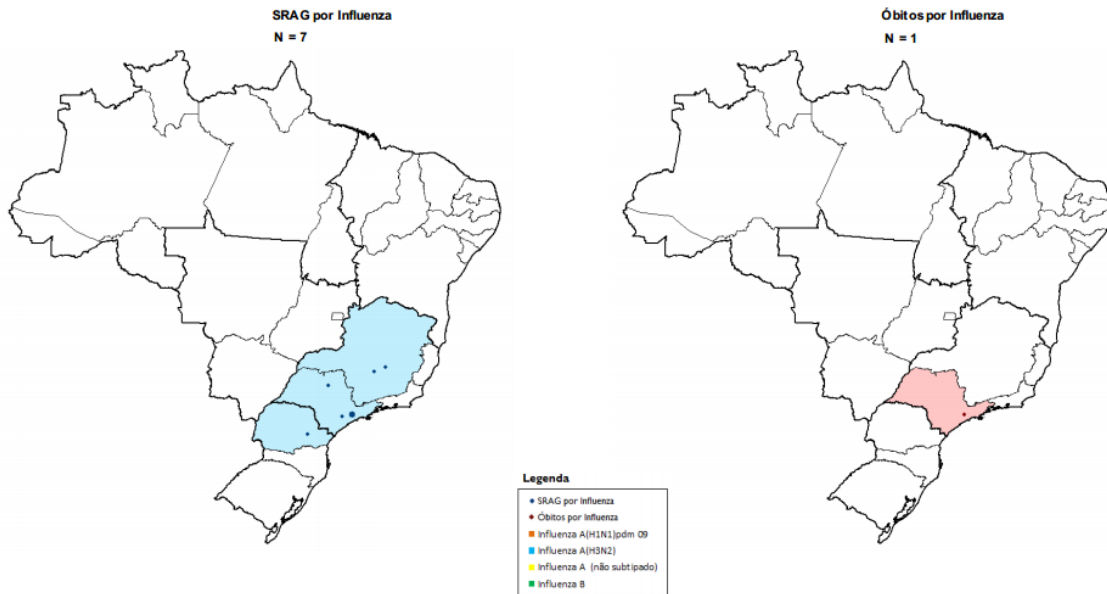 SRAG por Influenza
N = 7
Óbitos por Influenza
N = 1
Legenda
SRAG por Influenza
Óbitos por Influenza
Influenza A(H1N1)pdm 09
Influenza A(H3N2)
Influenza A (não subtipado)
Influenza B